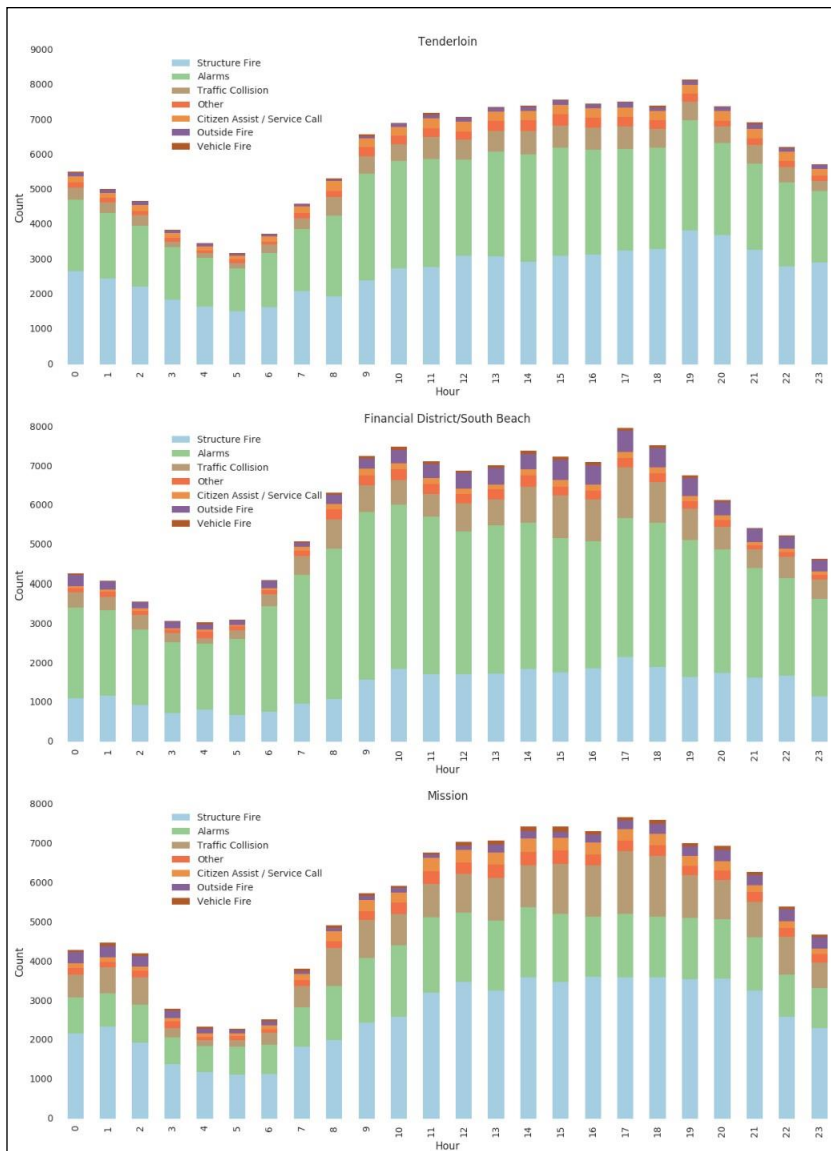 Tenderloin
9000
8000
7000
6000
5000
4000
3000
2000
1000
0
Count
Structure Fire
Alarms
Traffic Collision
Other
Citizen Assist / Service Call
Outside Fire
Vehicle Fire
0 1 2 3 4 5 6 7 8 9 10 11 12 13 14 15 16 17 18 19 20 21 22 23
Hour
Financial District/South Beach
8000
7000
6000
5000
4000
3000
2000
1000
0
Count
Structure Fire
Alarms
Traffic Collision
Other
Citizen Assist / Service Call
Outside Fire
Vehicle Fire
0 1 2 3 4 5 6 7 8 9 10 11 12 13 14 15 16 17 18 19 20 21 22 23
Hour
Mission
8000
7000
6000
5000
4000
3000
2000
1000
0
Count
Structure Fire
Alarms
Traffic Collision
Other
Citizen Assist / Service Call
Outside Fire
Vehicle Fire
0 1 2 3 4 5 6 7 8 9 10 11 12 13 14 15 16 17 18 19 20 21 22 23
Hour